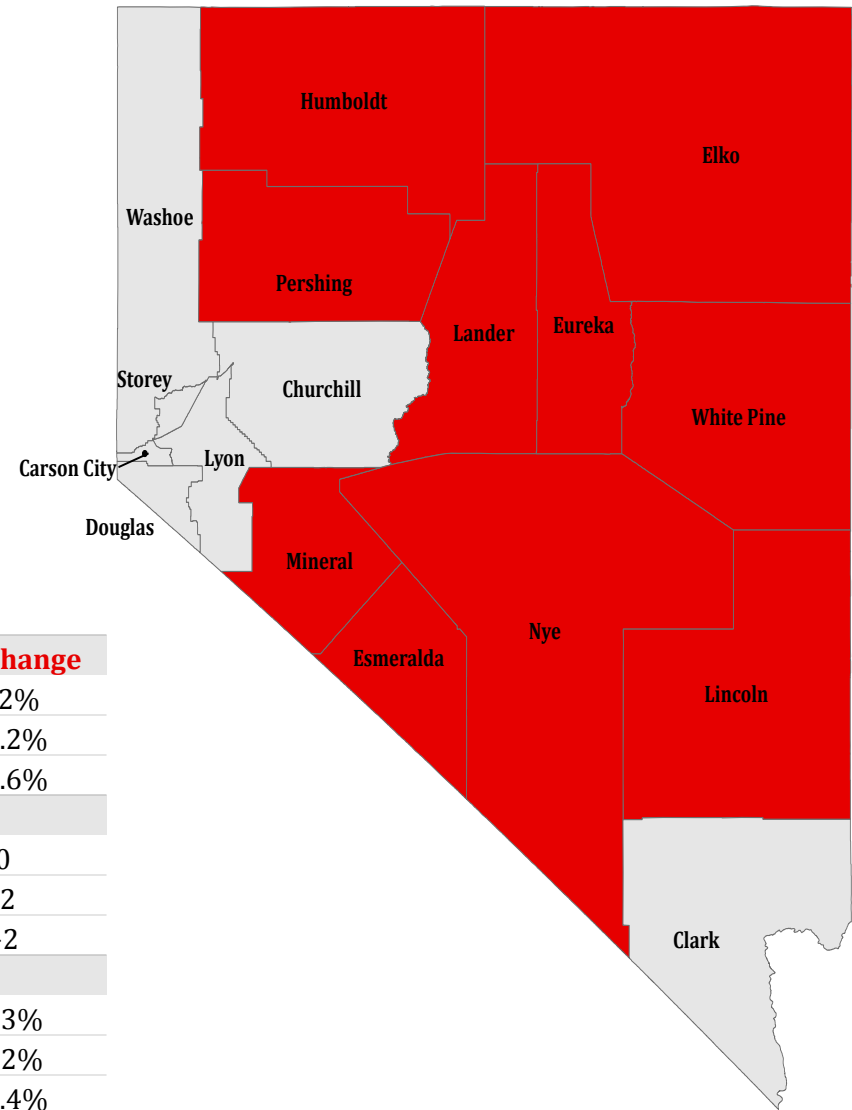 Humboldt
Elko
Washoe
Pershing
Lander
Eureka
Storey
Churchill
White Pine
Carson City
Lyon
Douglas
Mineral
Nye
Esmeralda
Lincoln
Clark
hange
2%
.2%
.6%
0
2
2
3%
2%
.4%